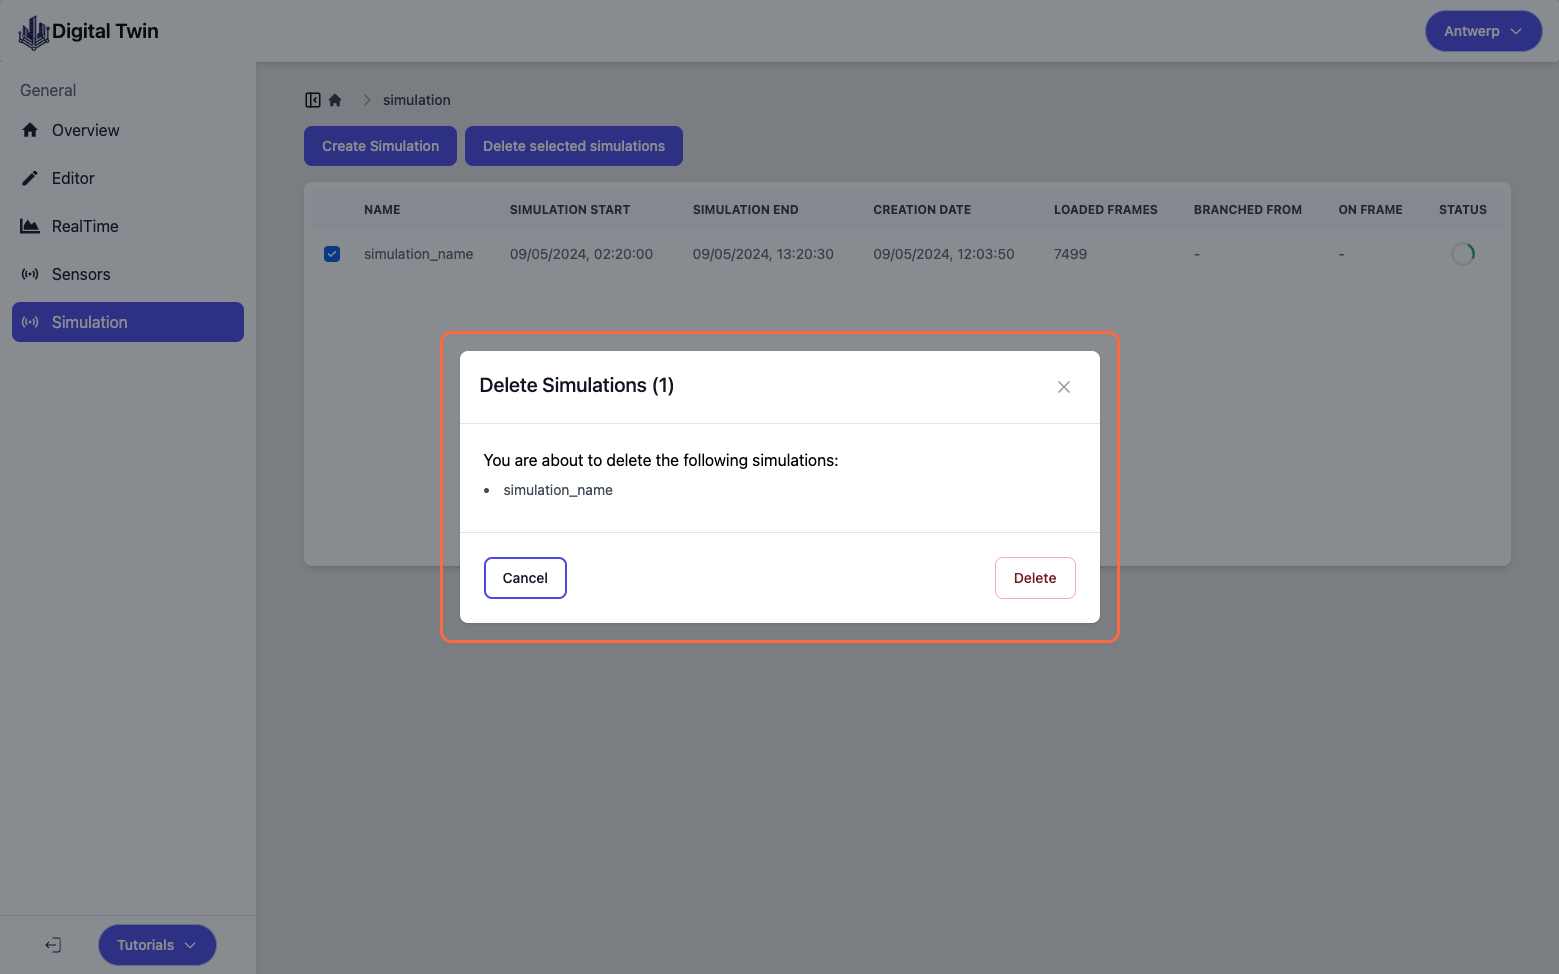 Digital Twin
Antwerp
General
Overview
Editor
RealTime
Sensors
Simulation
simulation
Create Simulation
Delete selected simulations
NAME SIMULATION START SIMULATION END CREATION DATE LOADED FRAMES BRANCHED FROM ON FRAME STATUS
simulation_name 09/05/2024, 02:20:00 09/05/2024, 13:20:30 09/05/2024, 12:03:50 7499 - -
Delete Simulations (1)
You are about to delete the following simulations:
• simulation_name
Cancel
Delete
Tutorials